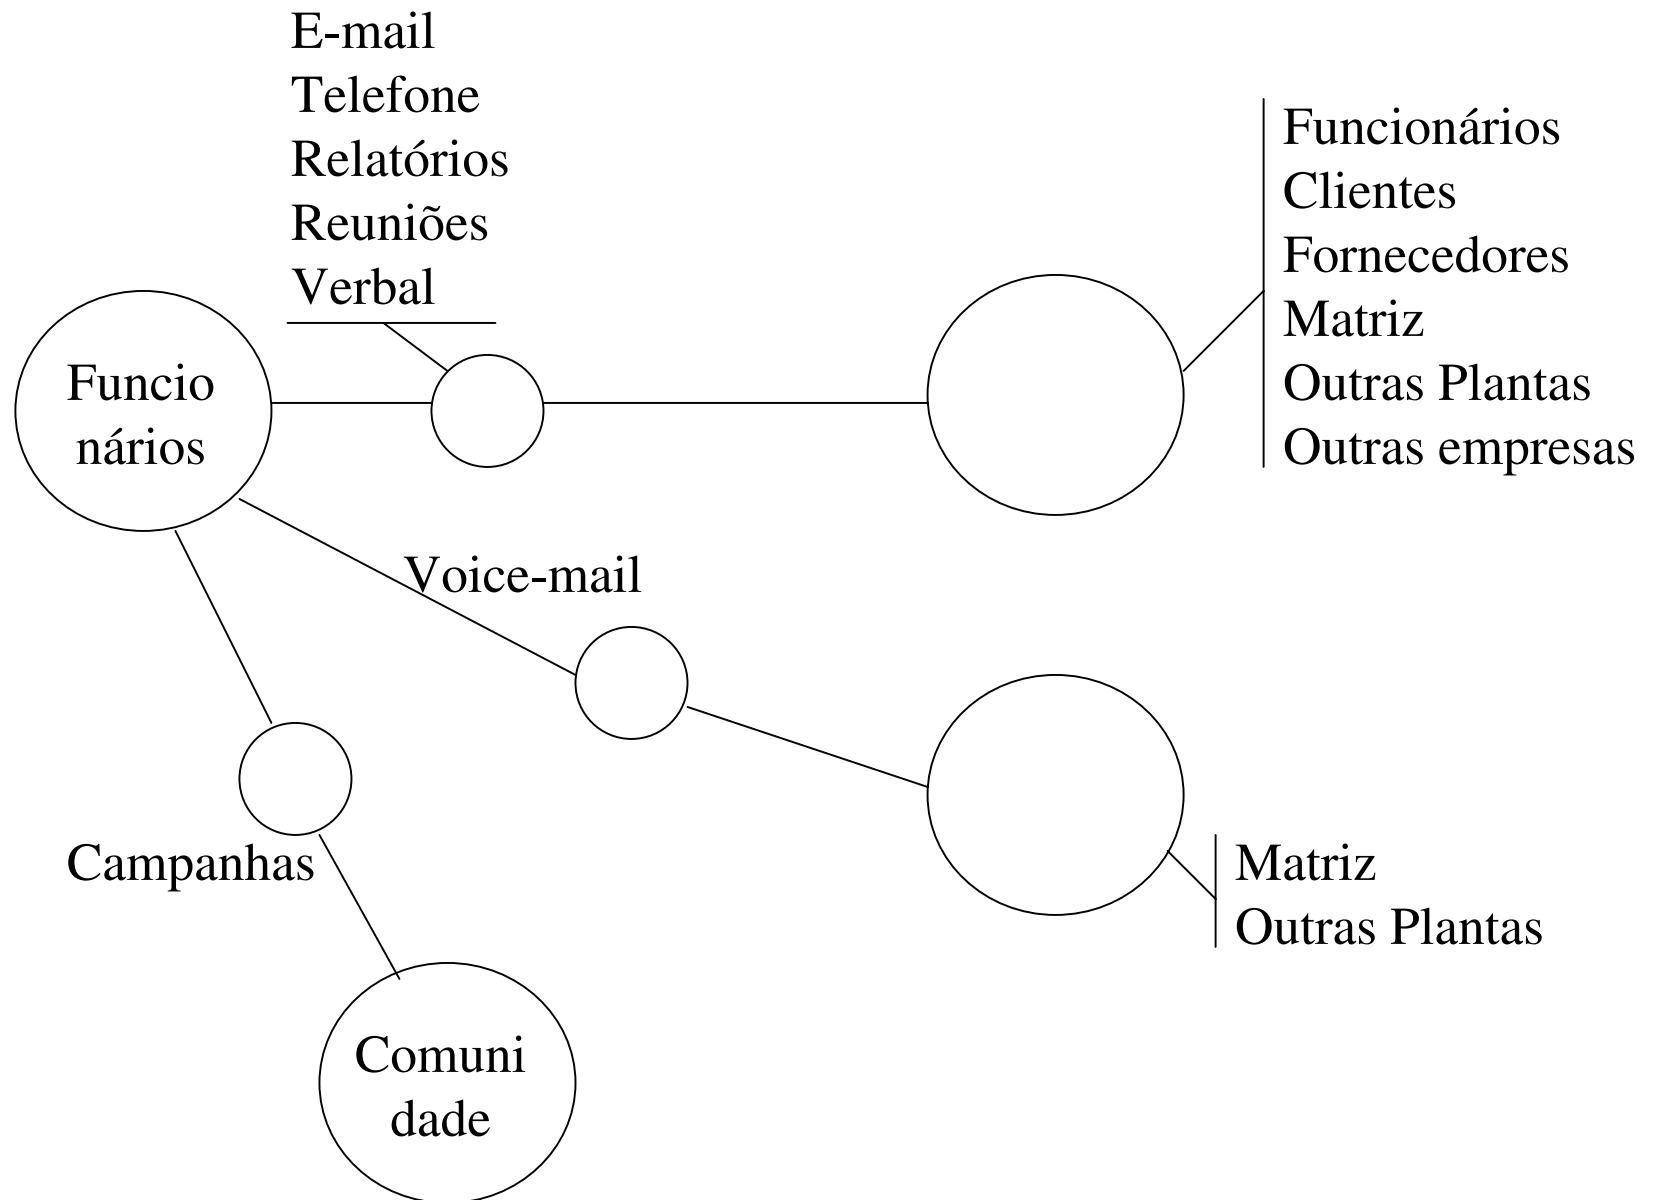 E-mail
Telefone
Relatórios
Reuniões
Verbal
Funcionários
Clientes
Fornecedores
Matriz
Outras Plantas
Outras empresas
Funcio
nários
Voice-mail
Campanhas
Matriz
Outras Plantas
Comuni
dade